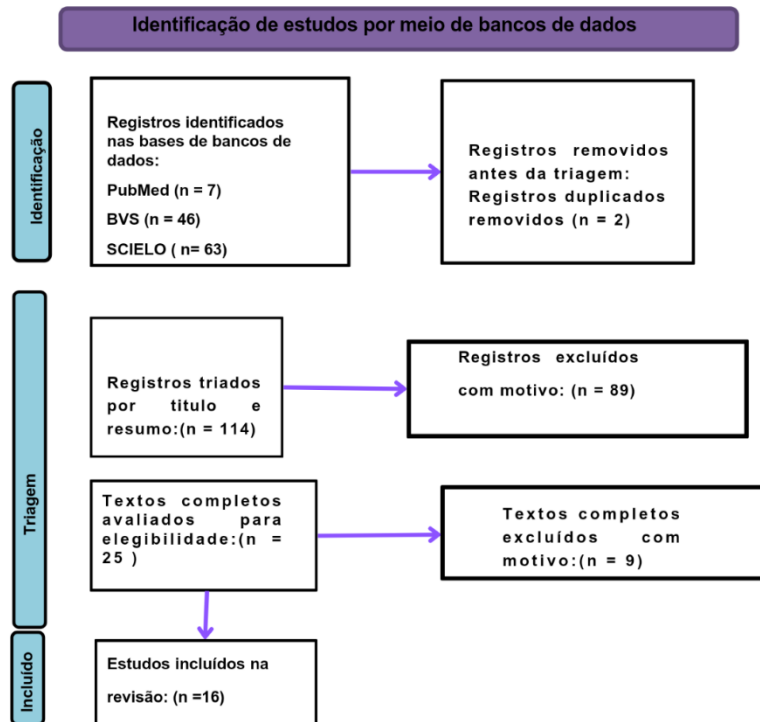 Identificação de estudos por meio de bancos de dados
Identificação
Registros identificados
nas bases de bancos de
dados:
PubMed (n = 7)
BVS (n = 46)
SCIELO ( n= 63)
Registros removidos
antes da triagem:
Registros duplicados
removidos (n = 2)
Triagem
Registros triados
por titulo e
resumo:(n = 114)
Registros excluídos
com motivo: (n = 89)
Textos completos
avaliados para
elegibilidade:(n =
25 )
Textos completos
excluídos com
motivo:(n = 9)
Incluído
Estudos incluídos na
revisão: (n =16)